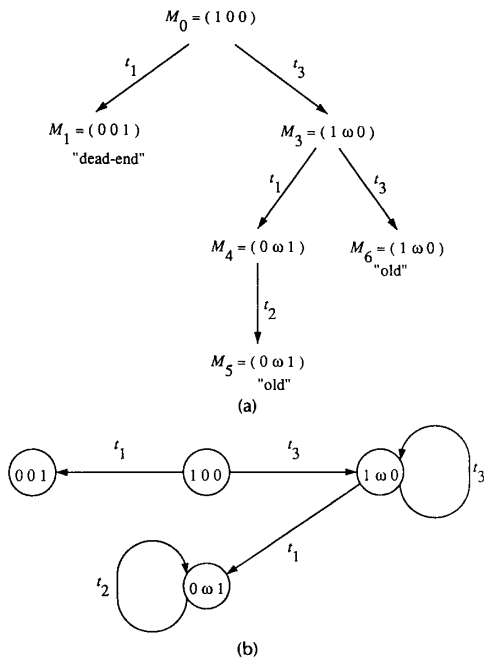 M0 = ( 1 0 0 )
t1
t3
M1 = ( 0 0 1 )
"dead-end"
M3 = ( 1 ω 0 )
t1
t3
M4 = ( 0 ω 1 )
M6 = ( 1 ω 0 )
"old"
t2
M5 = ( 0 ω 1 )
"old"
(a)
t1
t3
0 0 1
1 0 0
1 ω 0
t3
t1
t2
0 ω 1
(b)